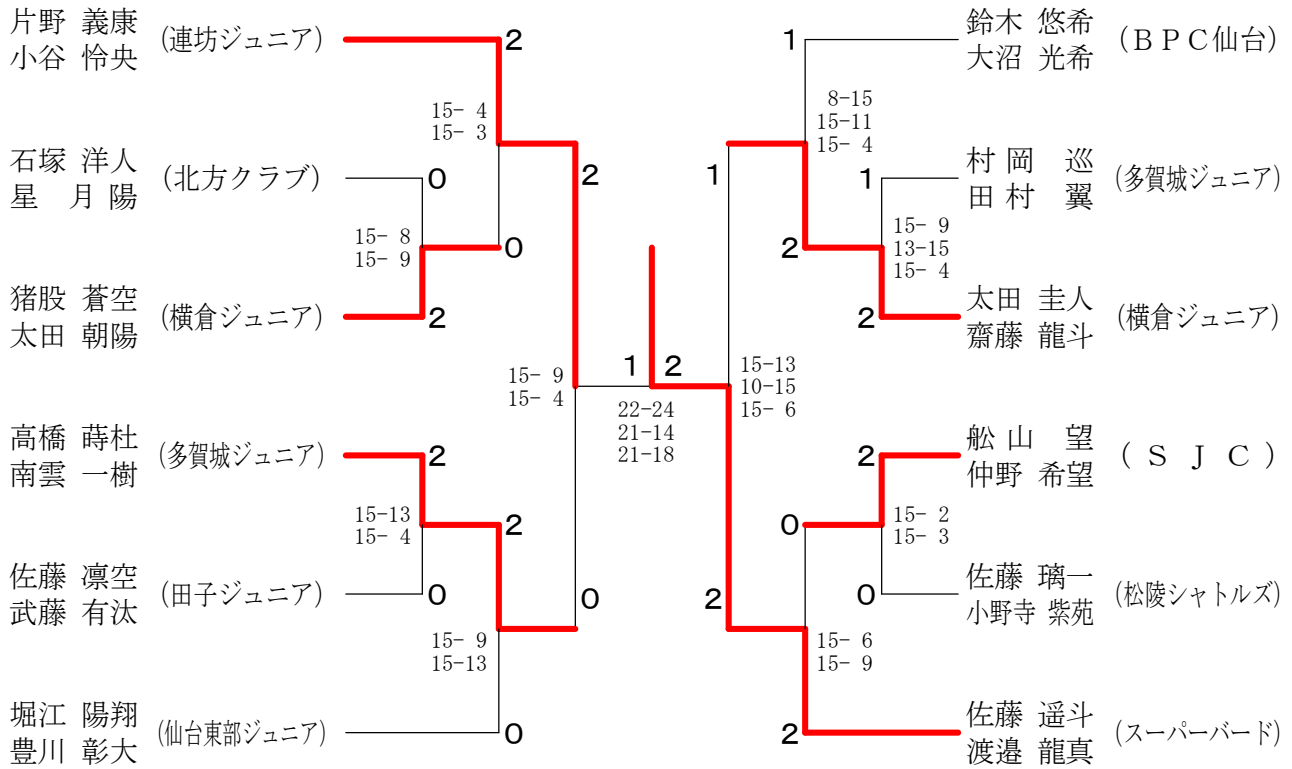 片野 義康
小谷 怜央
(連坊ジュニア)
2
15- 4
15- 3
石塚 洋人
星 月陽
(北方クラブ)
0
15- 8
15- 9
0
猪股 蒼空
太田 朝陽
(横倉ジュニア)
2
2
15- 9
15- 4
高橋 蒔杜
南雲 一樹
(多賀城ジュニア)
2
15-13
15- 4
2
佐藤 凛空
武藤 有汰
(田子ジュニア)
0
0
15- 9
15-13
堀江 陽翔
豊川 彰大
(仙台東部ジュニア)
0
1 2
22-24
21-14
21-18
1
鈴木 悠希
大沼 光希
(ＢＰＣ仙台)
8-15
15-11
15- 4
1
1
村岡 巡
田村 翼
(多賀城ジュニア)
2
15- 9
13-15
15- 4
2
太田 圭人
齋藤 龍斗
(横倉ジュニア)
15-13
10-15
15- 6
2
舩山 望
仲野 希望
(ＳＪＣ)
0
15- 2
15- 3
2
0
佐藤 璃一
小野寺 紫苑
(松陵シャトルズ)
15- 6
15- 9
2
佐藤 遥斗
渡邉 龍真
(スーパーバード)